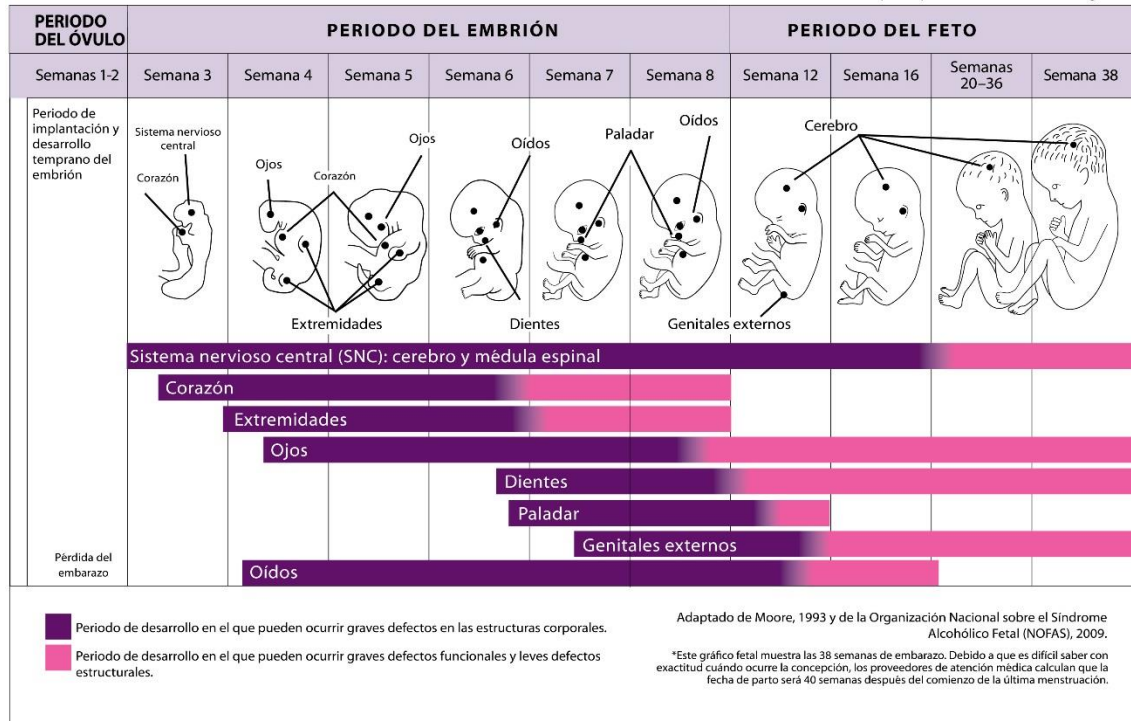 PERIODO
DEL ÓVULO
PERIODO DEL EMBRIÓN
PERIODO DEL FETO
Semanas 1-2
Semana 3
Semana 4
Semana 5
Semana 6
Semana 7
Semana 8
Semana 12
Semana 16
Semanas
20–36
Semana 38
Periodo de
implantación y
desarrollo
temprano del
embrión
Sistema nervioso
central
Corazón
Ojos
Corazón
Ojos
Oídos
Paladar
Oídos
Cerebro
Extremidades
Dientes
Genitales externos
Sistema nervioso central (SNC): cerebro y médula espinal
Corazón
Extremidades
Ojos
Dientes
Paladar
Genitales externos
Pérdida del
embarazo
Oídos
Periodo de desarrollo en el que pueden ocurrir graves defectos en las estructuras corporales.
Periodo de desarrollo en el que pueden ocurrir graves defectos funcionales y leves defectos
estructurales.
Adaptado de Moore, 1993 y de la Organización Nacional sobre el Síndrome
Alcohólico Fetal (NOFAS), 2009.
*Este gráfico fetal muestra las 38 semanas de embarazo. Debido a que es difícil saber con
exactitud cuándo ocurre la concepción, los proveedores de atención médica calculan que la
fecha de parto será 40 semanas después del comienzo de la última menstruación.